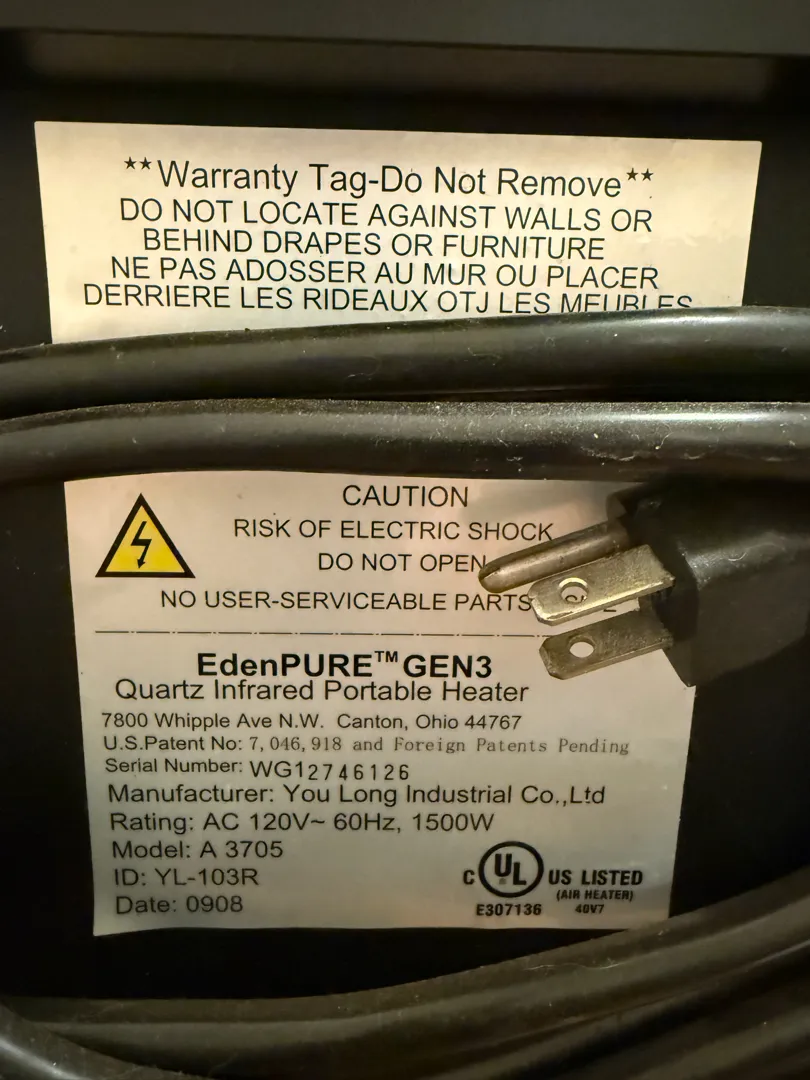 **Warranty Tag-Do Not Remove**
DO NOT LOCATE AGAINST WALLS OR
BEHIND DRAPES OR FURNITURE
NE PAS ADOSSER AU MUR OU PLACER
DERRIERE LES RIDEAUX OTJ LES MEUBLES
CAUTION
RISK OF ELECTRIC SHOCK
DO NOT OPEN
NO USER-SERVICEABLE PARTS
EdenPURE™ GEN3
Quartz Infrared Portable Heater
7800 Whipple Ave N.W. Canton, Ohio 44767
U.S.Patent No: 7,046,918 and Foreign Patents Pending
Serial Number: WG12746126
Manufacturer: You Long Industrial Co.,Ltd
Rating: AC 120V~ 60Hz, 1500W
Model: A 3705
ID: YL-103R
Date: 0908
C UL US LISTED
(AIR HEATER)
E307136 40V7